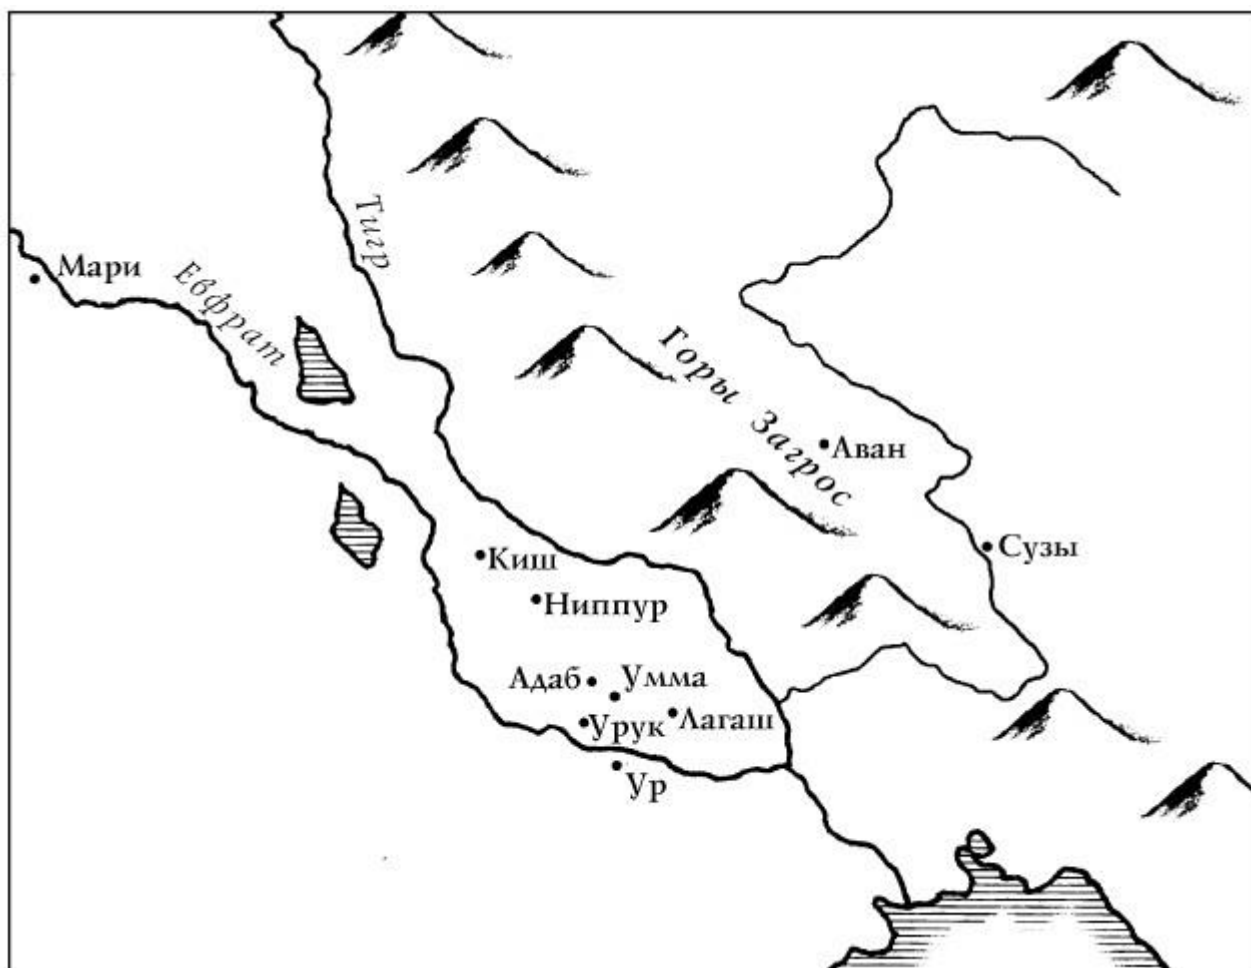 Тигр
Мари
Евфрат
Горы Загрос
Аван
Сузы
Киш
Ниппур
Адаб
Умма
Урук
Лагаш
Ур